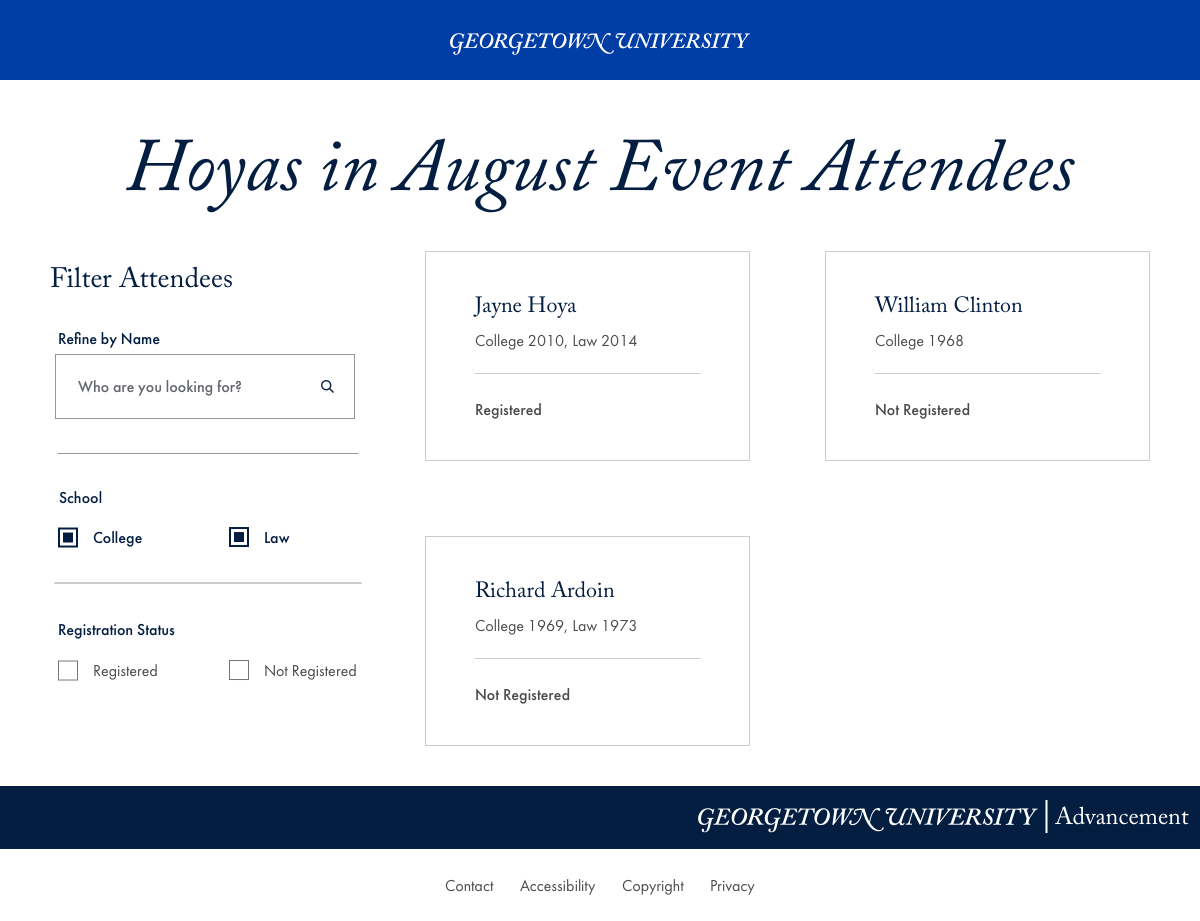 GEORGETOWN UNIVERSITY
Hoyas in August Event Attendees
Filter Attendees
Refine by Name
Who are you looking for?
School
College
Law
Registration Status
Registered
Not Registered
Jayne Hoya
College 2010, Law 2014
Registered
William Clinton
College 1968
Not Registered
Richard Ardoin
College 1969, Law 1973
Not Registered
GEORGETOWN UNIVERSITY | Advancement
Contact Accessibility Copyright Privacy